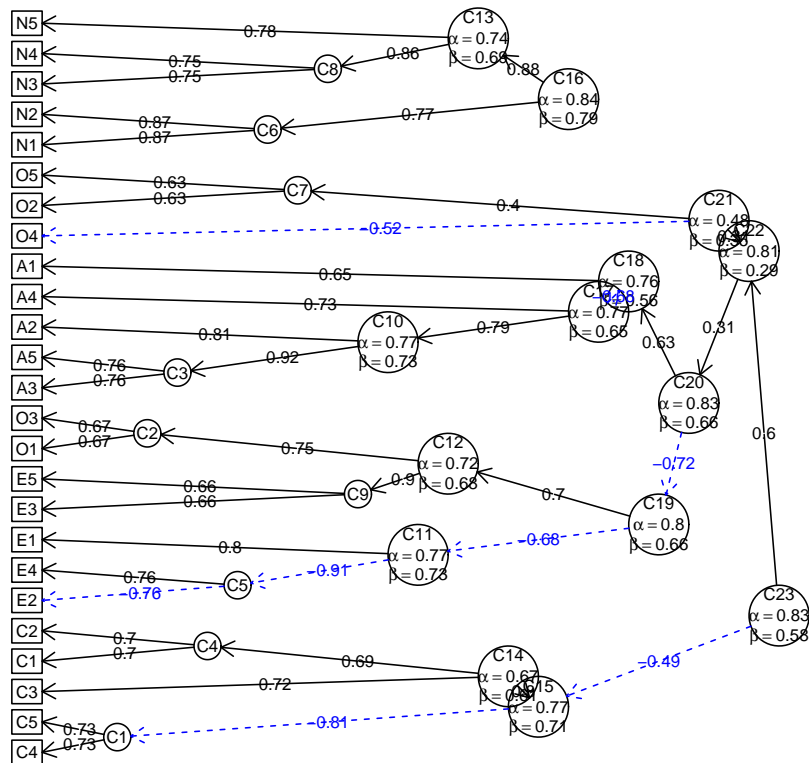 N5
N4
N3
N2
N1
O5
O2
O4
A1
A4
A2
A5
A3
O3
O1
E5
E3
E1
E4
E2
C2
C1
C3
C5
C4
C13
α = 0.74
β = 0.69
0.78
0.86
C8
0.75
0.75
0.88
C16
α = 0.84
β = 0.79
0.77
C6
0.87
0.87
C7
0.63
0.63
0.4
−0.52
C21
α = 0.48
C22
α = 0.81
β = 0.29
C18
α = 0.76
0.56
0.65
0.73
α = 0.77
β = 0.65
0.79
C10
α = 0.77
β = 0.73
0.81
0.92
C3
0.76
0.76
0.63
0.31
C20
α = 0.83
β = 0.66
0.6
−0.72
C2
0.67
0.67
0.75
C12
α = 0.72
β = 0.68
0.9
C9
0.66
0.66
0.7
C19
α = 0.8
β = 0.66
−0.68
C11
α = 0.77
β = 0.73
0.8
−0.91
C5
0.76
−0.76
C23
α = 0.83
β = 0.58
−0.49
C4
0.7
0.7
0.69
C14
α = 0.67
0.72
C15
α = 0.77
β = 0.71
−0.81
C1
0.73
0.73